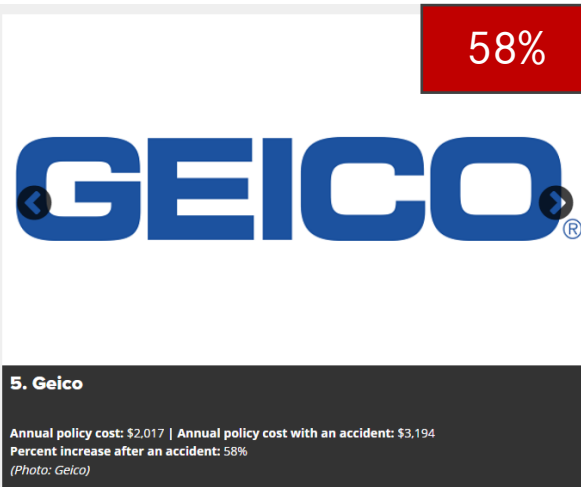 58%
GEICO®
5. Geico
Annual policy cost: $2,017 | Annual policy cost with an accident: $3,194
Percent increase after an accident: 58%
(Photo: Geico)